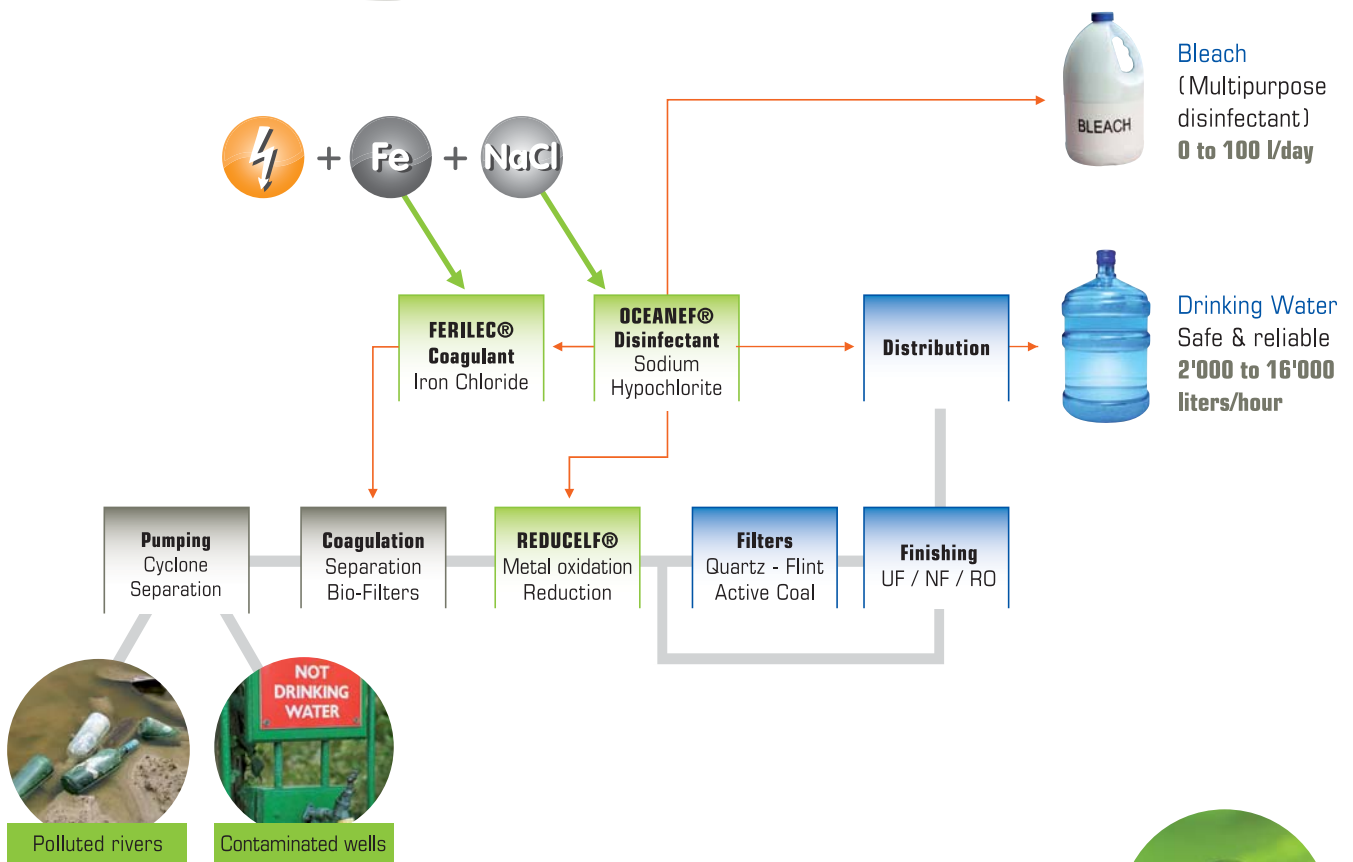 Bleach
(Multipurpose
disinfectant)
0 to 100 l/day
BLEACH
+ Fe + NaCl
FERILEC®
Coagulant
Iron Chloride
OCEANEF®
Disinfectant
Sodium
Hypochlorite
Distribution
Drinking Water
Safe & reliable
2'000 to 16'000
liters/hour
Pumping
Cyclone
Separation
Coagulation
Separation
Bio-Filters
REDUCELF®
Metal oxidation
Reduction
Filters
Quartz - Flint
Active Coal
Finishing
UF / NF / RO
NOT
DRINKING
WATER
Polluted rivers
Contaminated wells